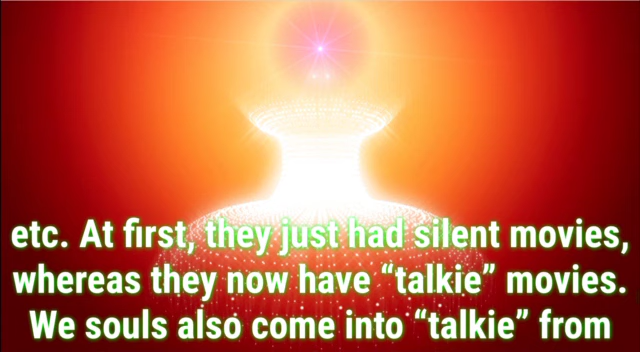 etc. At first, they just had silent movies,
whereas they now have “talkie” movies.
We souls also come into “talkie” from